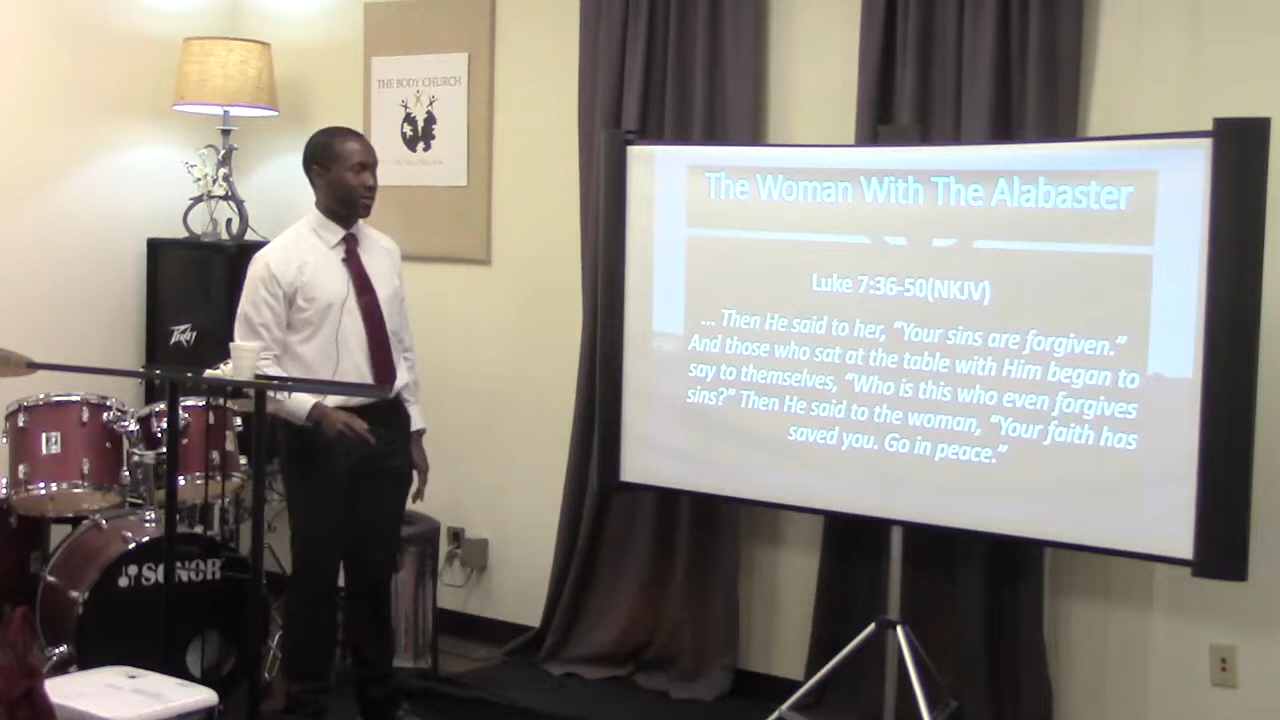 THE BODY CHURCH
The Woman With The Alabaster
Luke 7:36-50(NKJV)
... Then He said to her, “Your sins are forgiven.”
And those who sat at the table with Him began to
say to themselves, “Who is this who even forgives
sins?” Then He said to the woman, “Your faith has
saved you. Go in peace.”
PEAVEY
SONOR